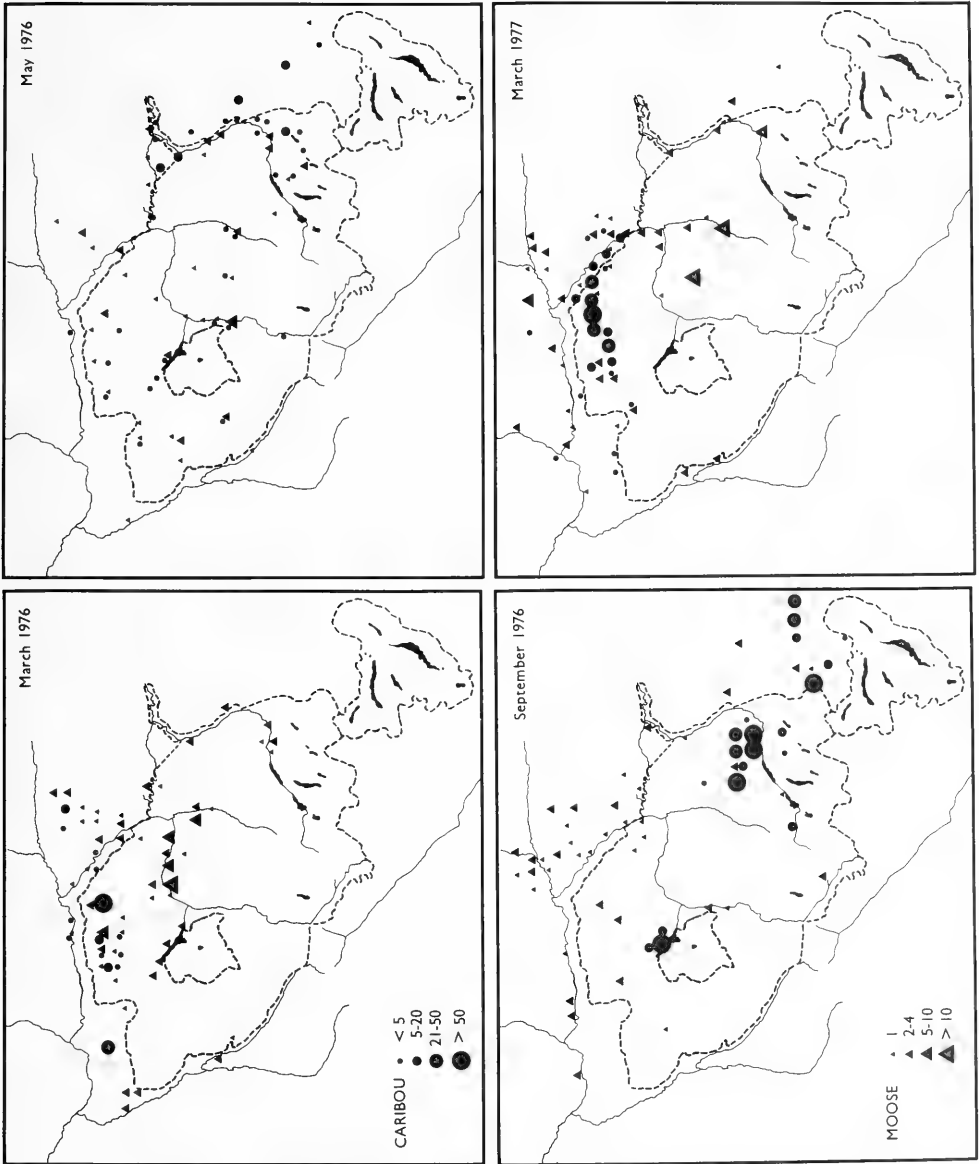 March 1976
CARIBOU
< 5
5-20
21-50
> 50
May 1976
September 1976
MOOSE
1
2-4
5-10
> 10
March 1977